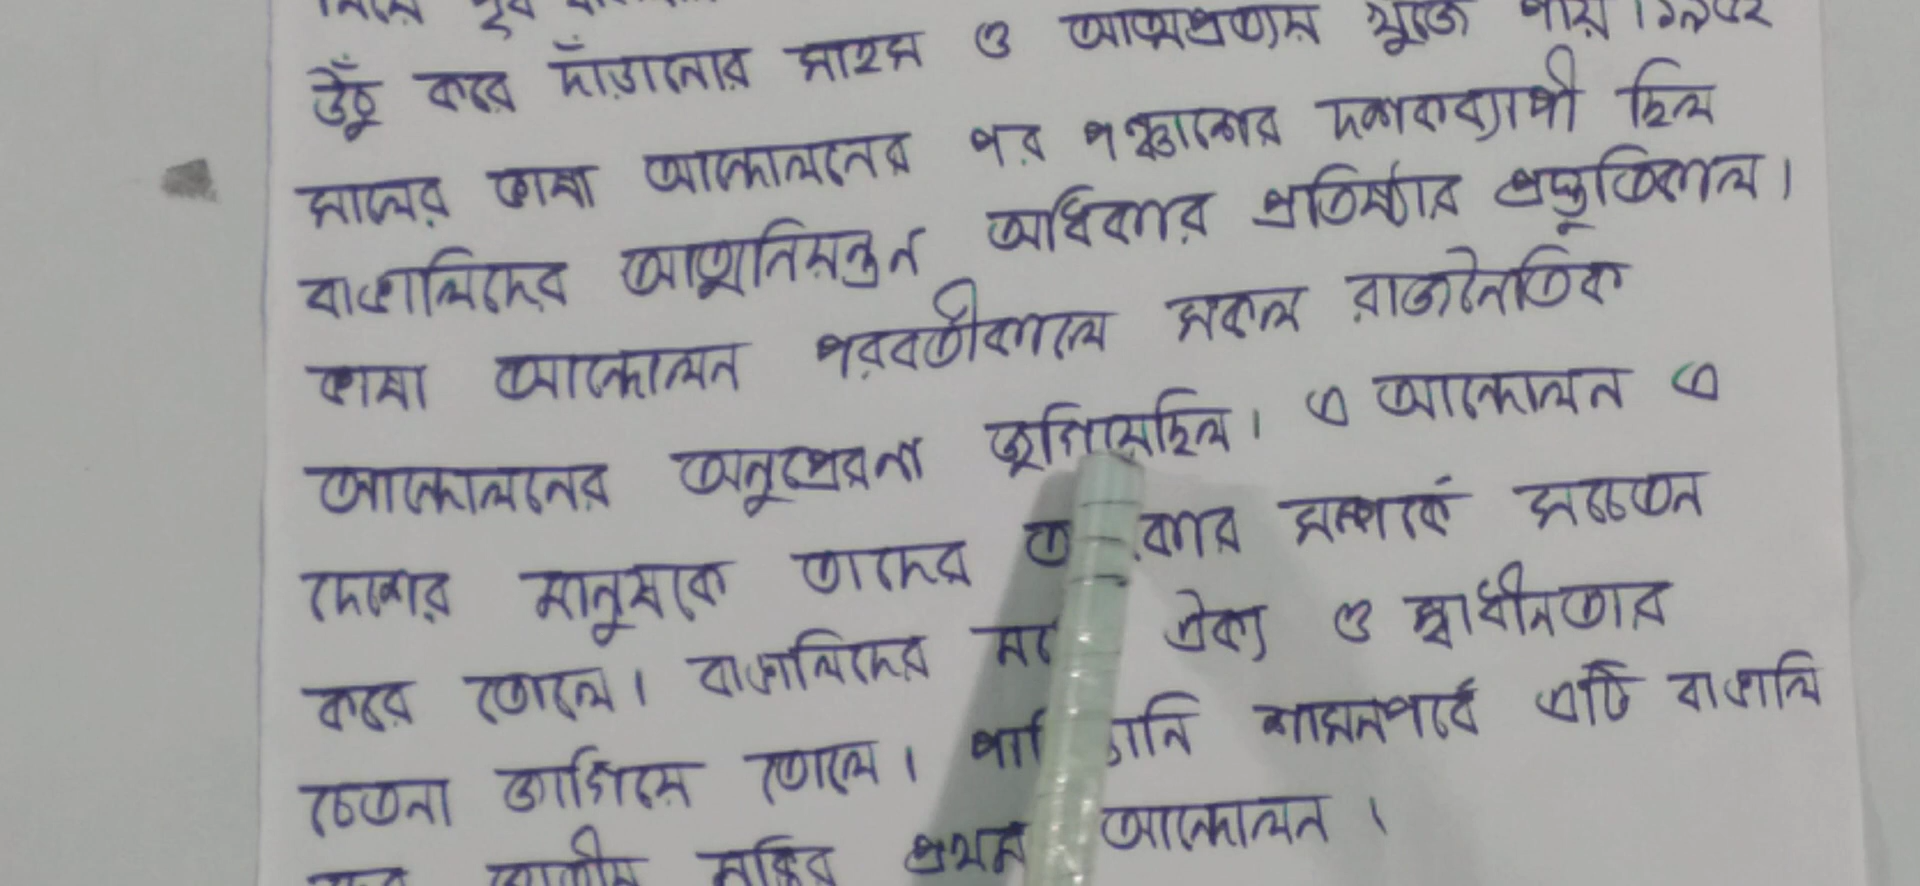 উঁচু করে দাঁড়ানোর সাহস ও আত্মপ্রত্যয় খুঁজে পায়। ১৯৫২
সালের ভাষা আন্দোলনের পর পঞ্চাশের দশকব্যাপী ছিল
বাঙালিদের আত্মনিয়ন্ত্রন অধিকার প্রতিষ্ঠার প্রস্তুতিকাল।
ভাষা আন্দোলন পরবর্তীকালে সকল রাজনৈতিক
আন্দোলনের অনুপ্রেরনা জুগিয়েছিল। এ আন্দোলন এ
দেশের মানুষকে তাদের সম্পর্কে সচেতন
করে তোলে। বাঙালিদের ঐক্য ও স্বাধীনতার
চেতনা জাগিয়ে তোলে। শাসনপর্বে এটি বাঙালি
জাতীয় মুক্তির প্রথম আন্দোলন।